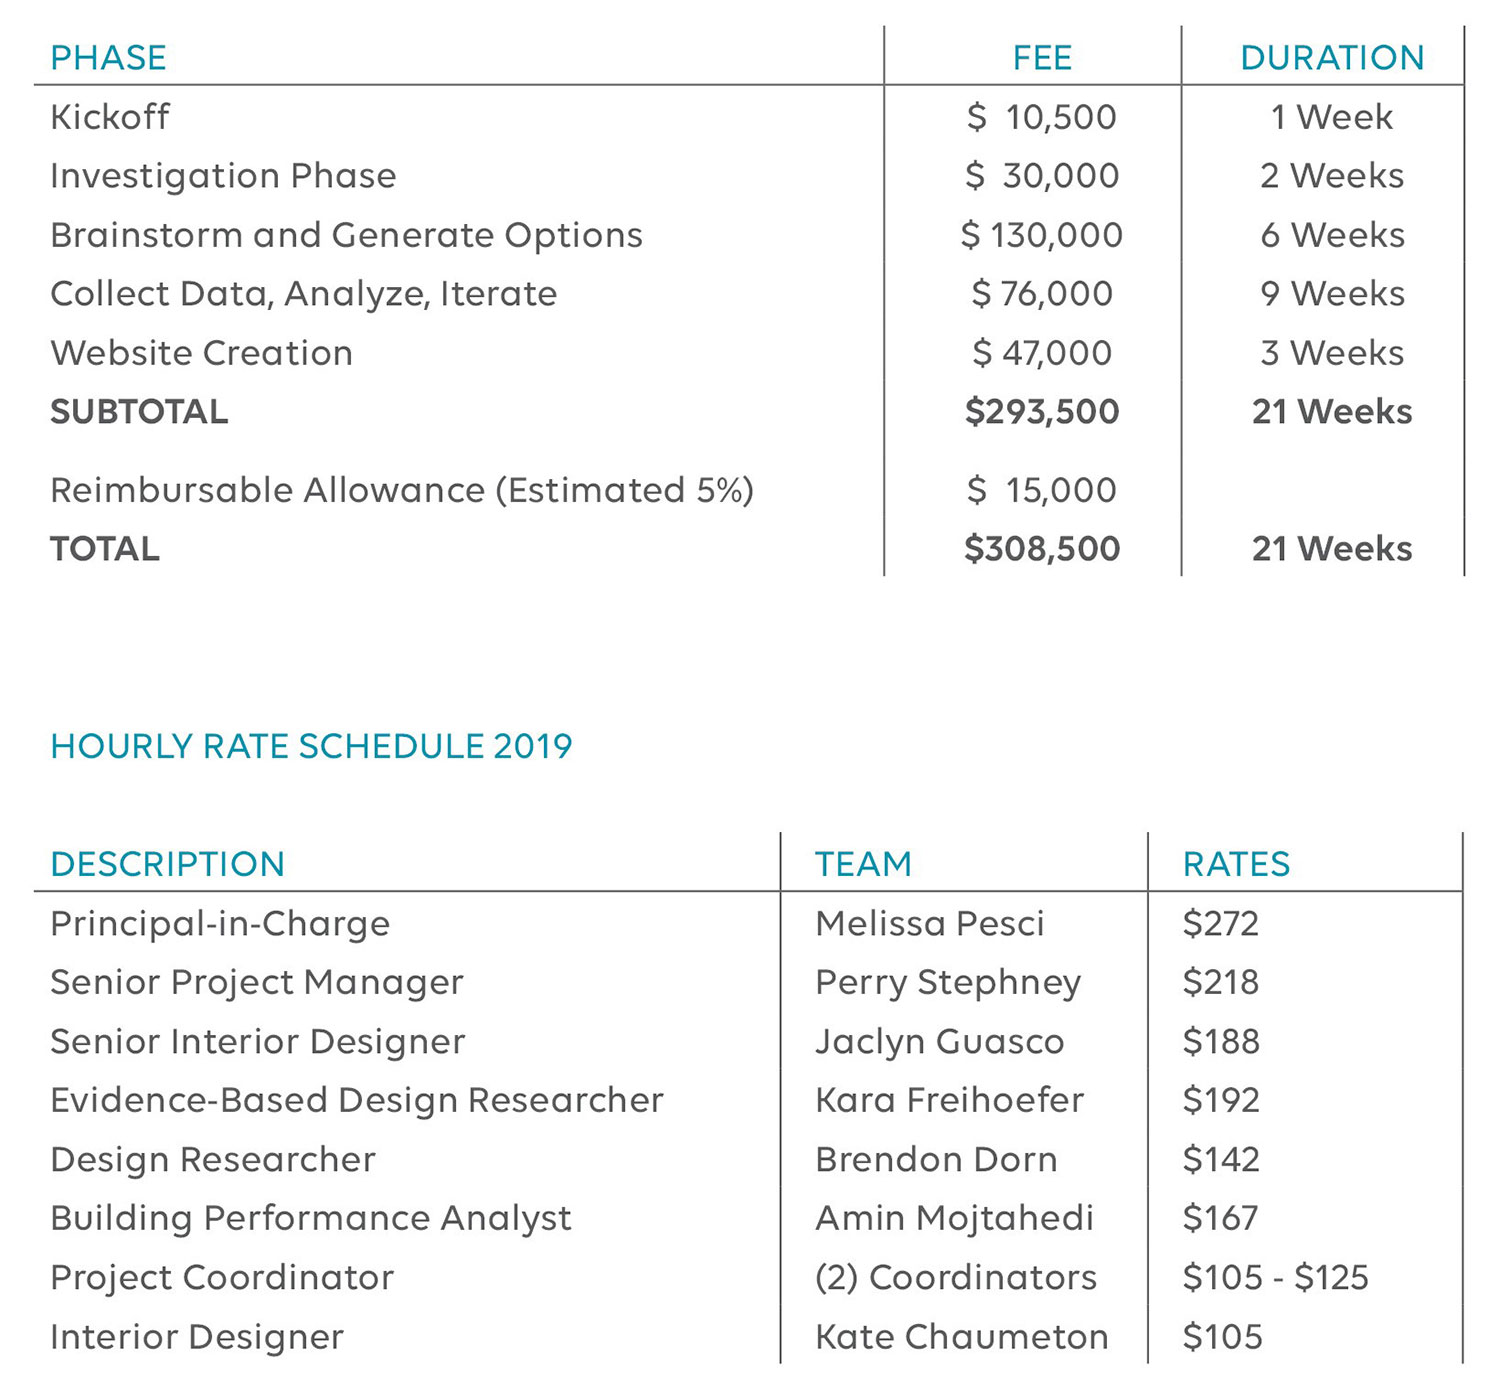 PHASE FEE DURATION
Kickoff $ 10,500 1 Week
Investigation Phase $ 30,000 2 Weeks
Brainstorm and Generate Options $ 130,000 6 Weeks
Collect Data, Analyze, Iterate $ 76,000 9 Weeks
Website Creation $ 47,000 3 Weeks
SUBTOTAL $293,500 21 Weeks
Reimbursable Allowance (Estimated 5%) $ 15,000
TOTAL $308,500 21 Weeks
HOURLY RATE SCHEDULE 2019
DESCRIPTION TEAM RATES
Principal-in-Charge Melissa Pesci $272
Senior Project Manager Perry Stephney $218
Senior Interior Designer Jaclyn Guasco $188
Evidence-Based Design Researcher Kara Freihoefer $192
Design Researcher Brendon Dorn $142
Building Performance Analyst Amin Mojtahedi $167
Project Coordinator (2) Coordinators $105 - $125
Interior Designer Kate Chaumeton $105